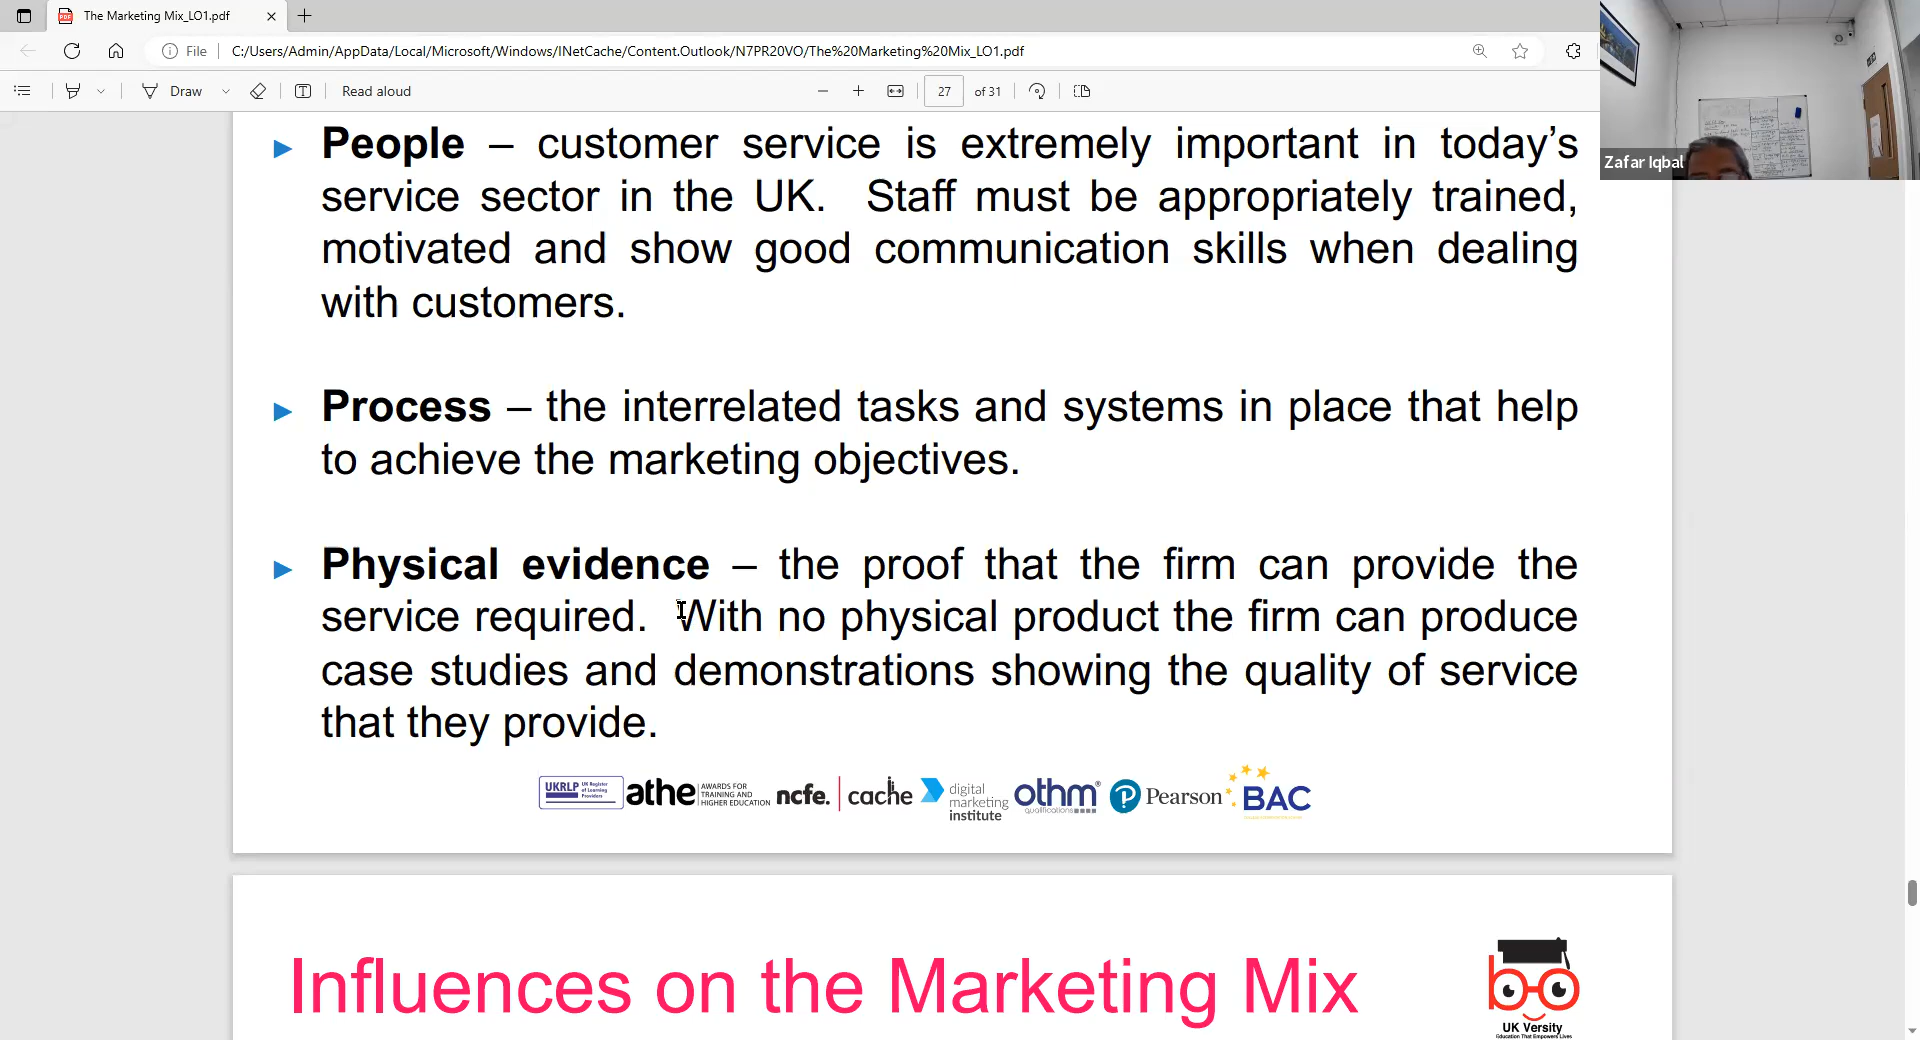 The Marketing Mix_LO1.pdf
File C:/Users/Admin/AppData/Local/Microsoft/Windows/INetCache/Content.Outlook/N7PR20VO/The%20Marketing%20Mix_LO1.pdf
Draw Read aloud 27 of 31
Zafar Iqbal
People – customer service is extremely important in today’s
service sector in the UK. Staff must be appropriately trained,
motivated and show good communication skills when dealing
with customers.
Process – the interrelated tasks and systems in place that help
to achieve the marketing objectives.
Physical evidence – the proof that the firm can provide the
service required. With no physical product the firm can produce
case studies and demonstrations showing the quality of service
that they provide.
UKRLP UK Register of Learning Providers
athe AWARDS FOR TRAINING AND HIGHER EDUCATION
ncfe. cache
digital marketing institute
othm qualifications
Pearson
BAC
Influences on the Marketing Mix
UK Versity
Education That Empowers Lives